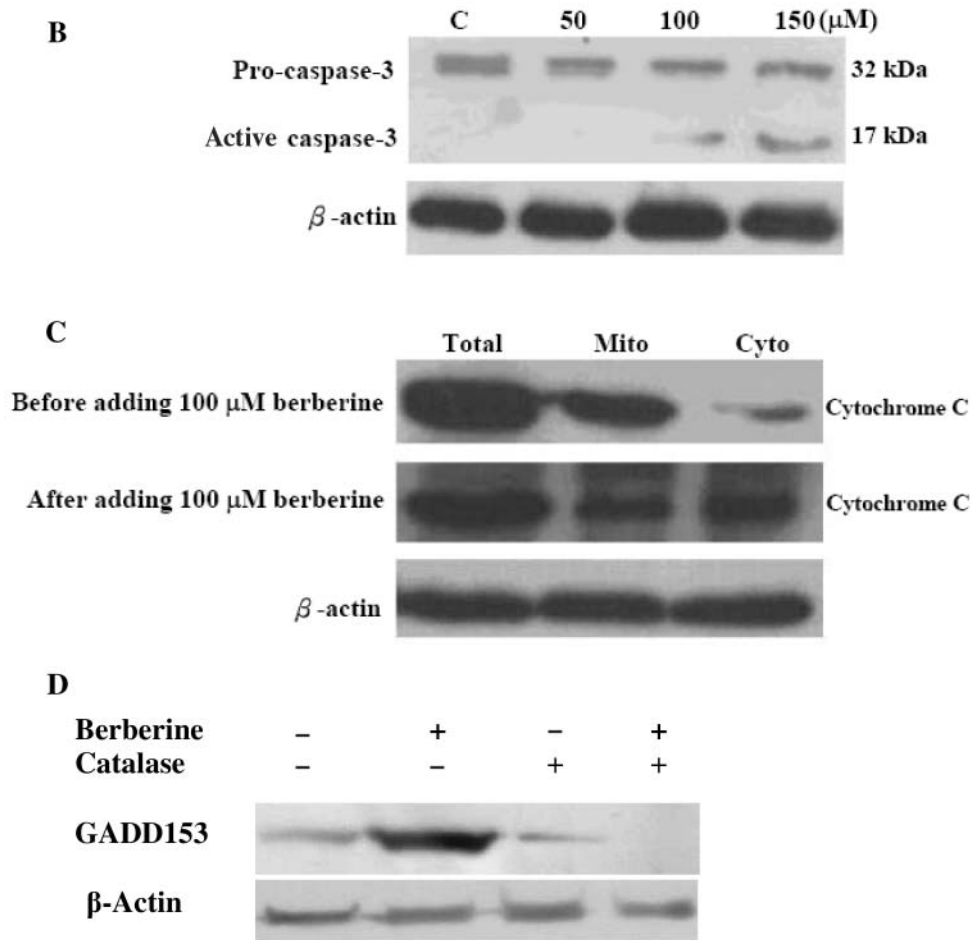 B
C 50 100 150 (μM)
Pro-caspase-3 32 kDa
Active caspase-3 17 kDa
β-actin
C
Total Mito Cyto
Before adding 100 μM berberine Cytochrome C
After adding 100 μM berberine Cytochrome C
β-actin
D
Berberine – + – +
Catalase – – + +
GADD153
β-Actin